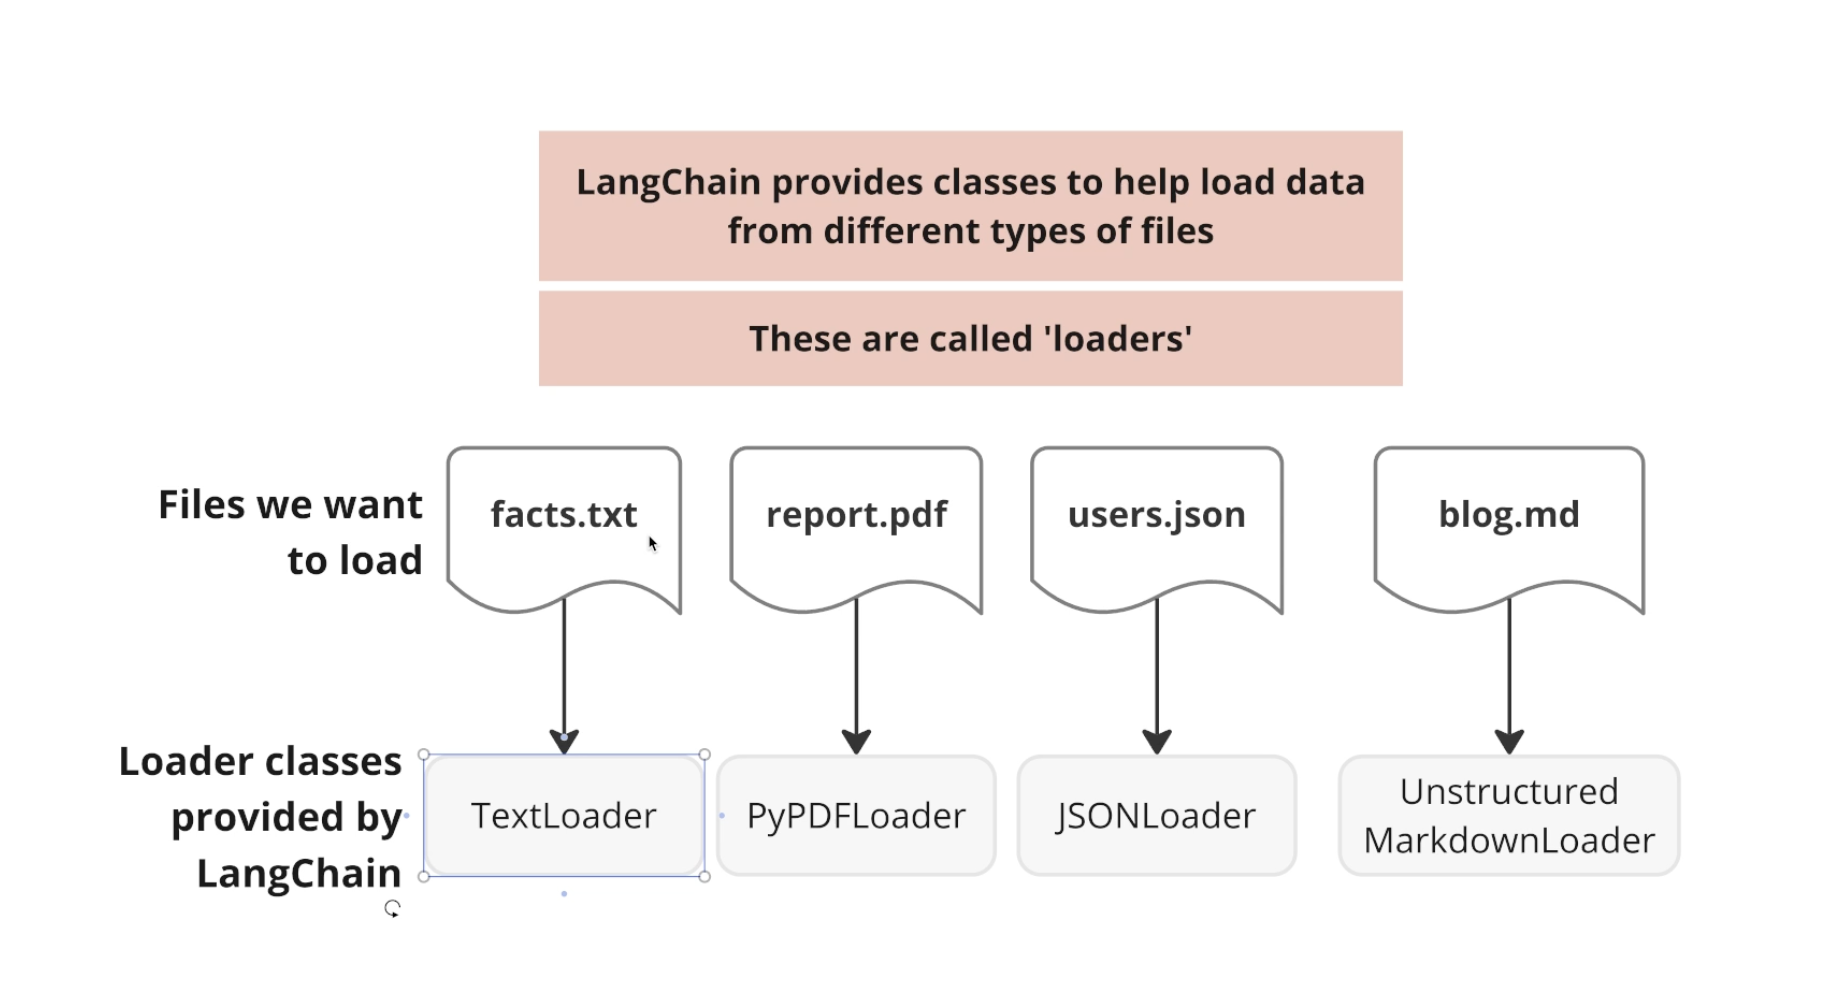 LangChain provides classes to help load data
from different types of files
These are called 'loaders'
Files we want
to load
facts.txt
report.pdf
users.json
blog.md
Loader classes
provided by
LangChain
TextLoader
PyPDFLoader
JSONLoader
Unstructured
MarkdownLoader